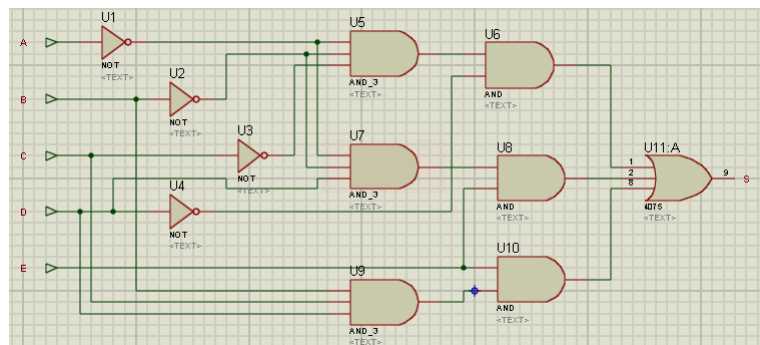 U1
U5
U6
A
NOT
<TEXT>
U2
AND_3
<TEXT>
B
AND
<TEXT>
NOT
<TEXT>
U3
U7
U8
U11:A
C
1
2
8
9
S
NOT
<TEXT>
U4
AND_3
<TEXT>
4075
<TEXT>
D
AND
<TEXT>
NOT
<TEXT>
U10
E
U9
AND
<TEXT>
AND_3
<TEXT>